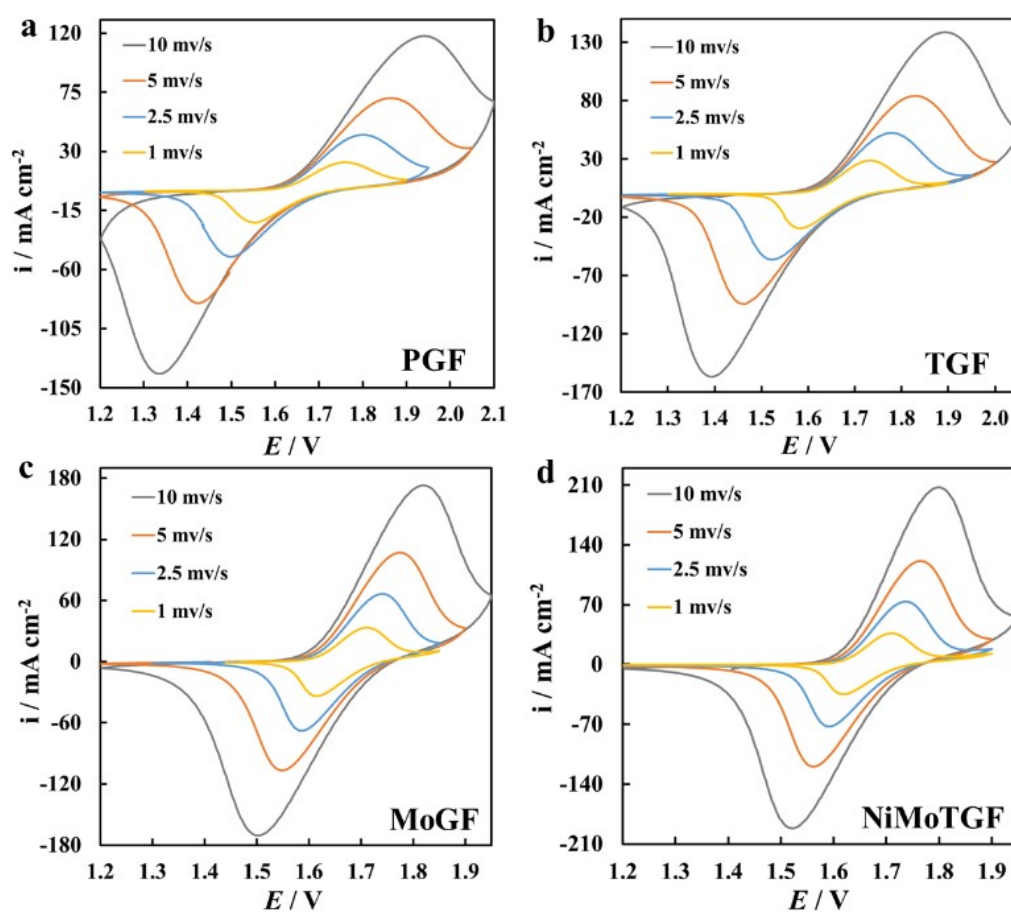 a
120
75
30
-15
-60
-105
-150
i / mA cm-2
10 mv/s
5 mv/s
2.5 mv/s
1 mv/s
PGF
1.2 1.3 1.4 1.5 1.6 1.7 1.8 1.9 2.0 2.1
E / V
b
130
80
30
-20
-70
-120
-170
i / mA cm-2
10 mv/s
5 mv/s
2.5 mv/s
1 mv/s
TGF
1.2 1.3 1.4 1.5 1.6 1.7 1.8 1.9 2.0
E / V
c
180
120
60
0
-60
-120
-180
i / mA cm-2
10 mv/s
5 mv/s
2.5 mv/s
1 mv/s
MoGF
1.2 1.3 1.4 1.5 1.6 1.7 1.8 1.9
E / V
d
210
140
70
0
-70
-140
-210
i / mA cm-2
10 mv/s
5 mv/s
2.5 mv/s
1 mv/s
NiMoTGF
1.2 1.3 1.4 1.5 1.6 1.7 1.8 1.9
E / V